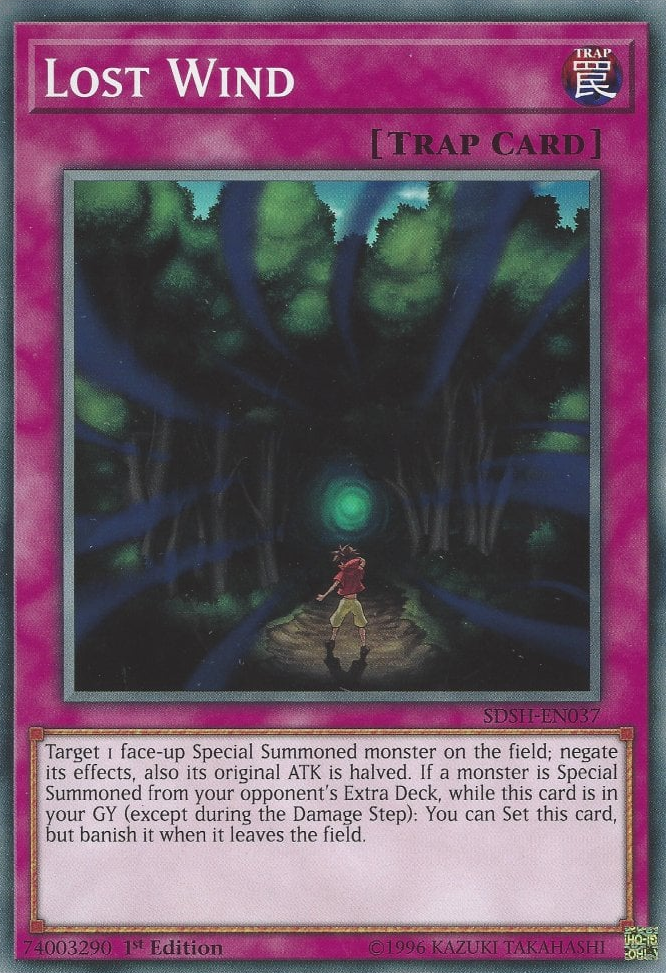 Lost Wind
TRAP
罠
[Trap Card]
SDSH-EN037
Target 1 face-up Special Summoned monster on the field; negate
its effects, also its original ATK is halved. If a monster is Special
Summoned from your opponent's Extra Deck, while this card is in
your GY (except during the Damage Step): You can Set this card,
but banish it when it leaves the field.
74003290 1st Edition ©1996 KAZUKI TAKAHASHI